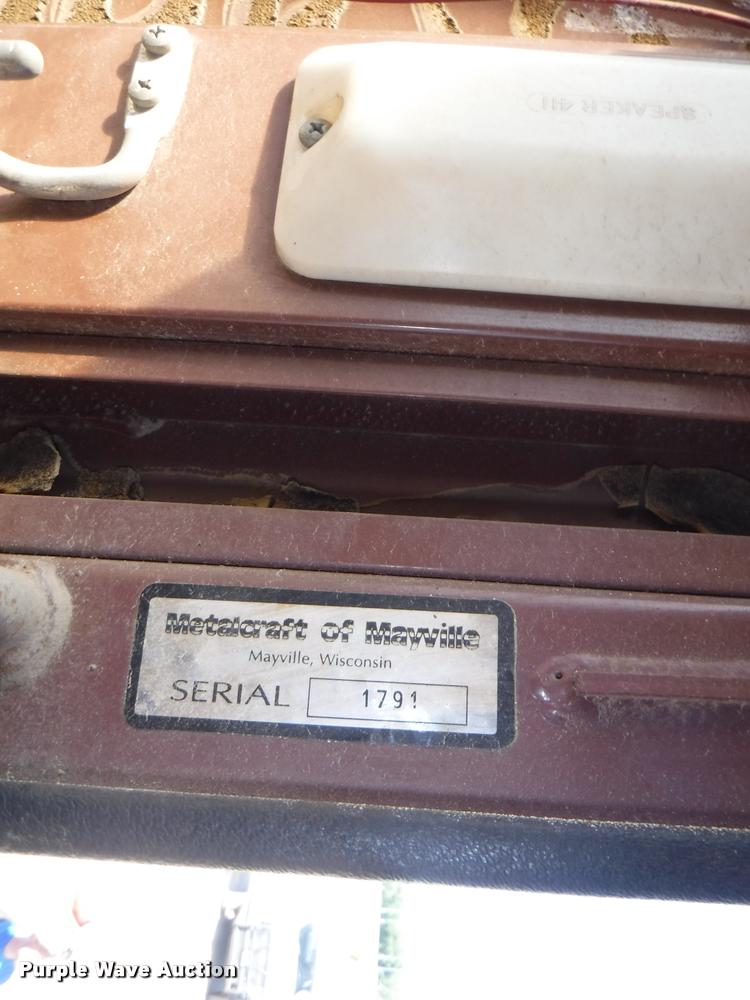 SPEAKER 4II
Metalcraft of Mayville
Mayville, Wisconsin
SERIAL 1791
Purple Wave Auction